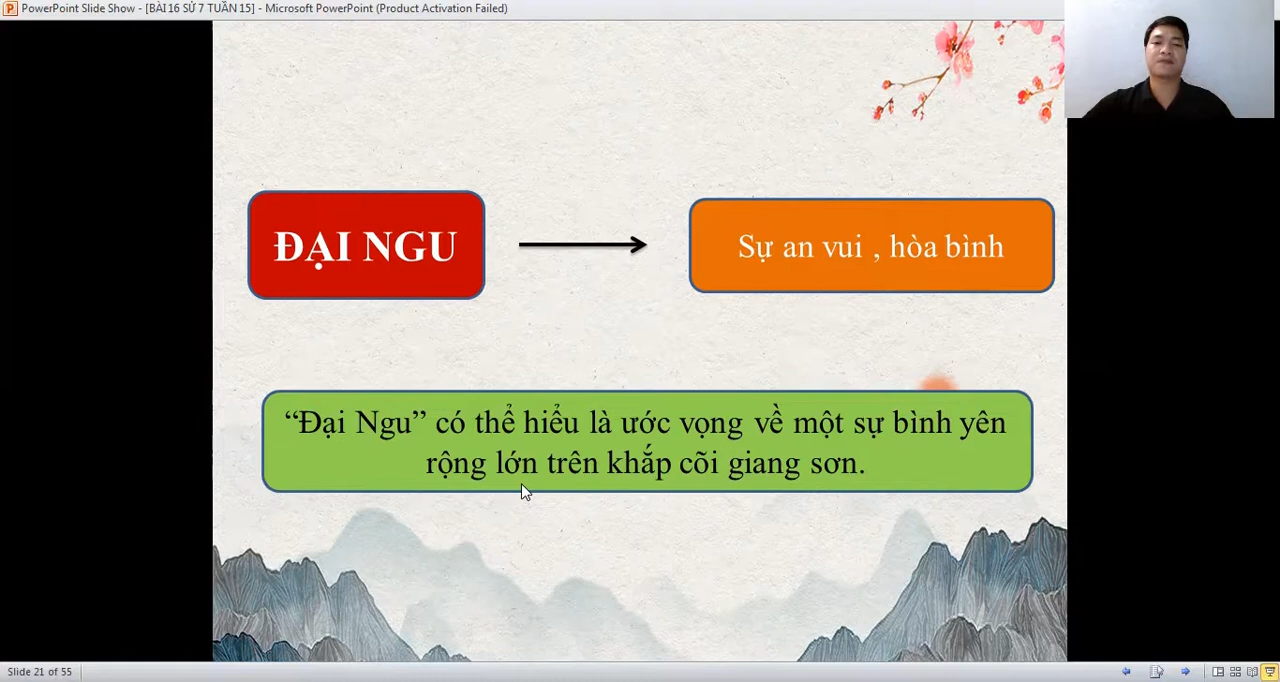 PowerPoint Slide Show - [BÀI 16 SỬ 7 TUẦN 15] - Microsoft PowerPoint (Product Activation Failed)
ĐẠI NGU
Sự an vui , hòa bình
“Đại Ngu” có thể hiểu là ước vọng về một sự bình yên
rộng lớn trên khắp cõi giang sơn.
Slide 21 of 55